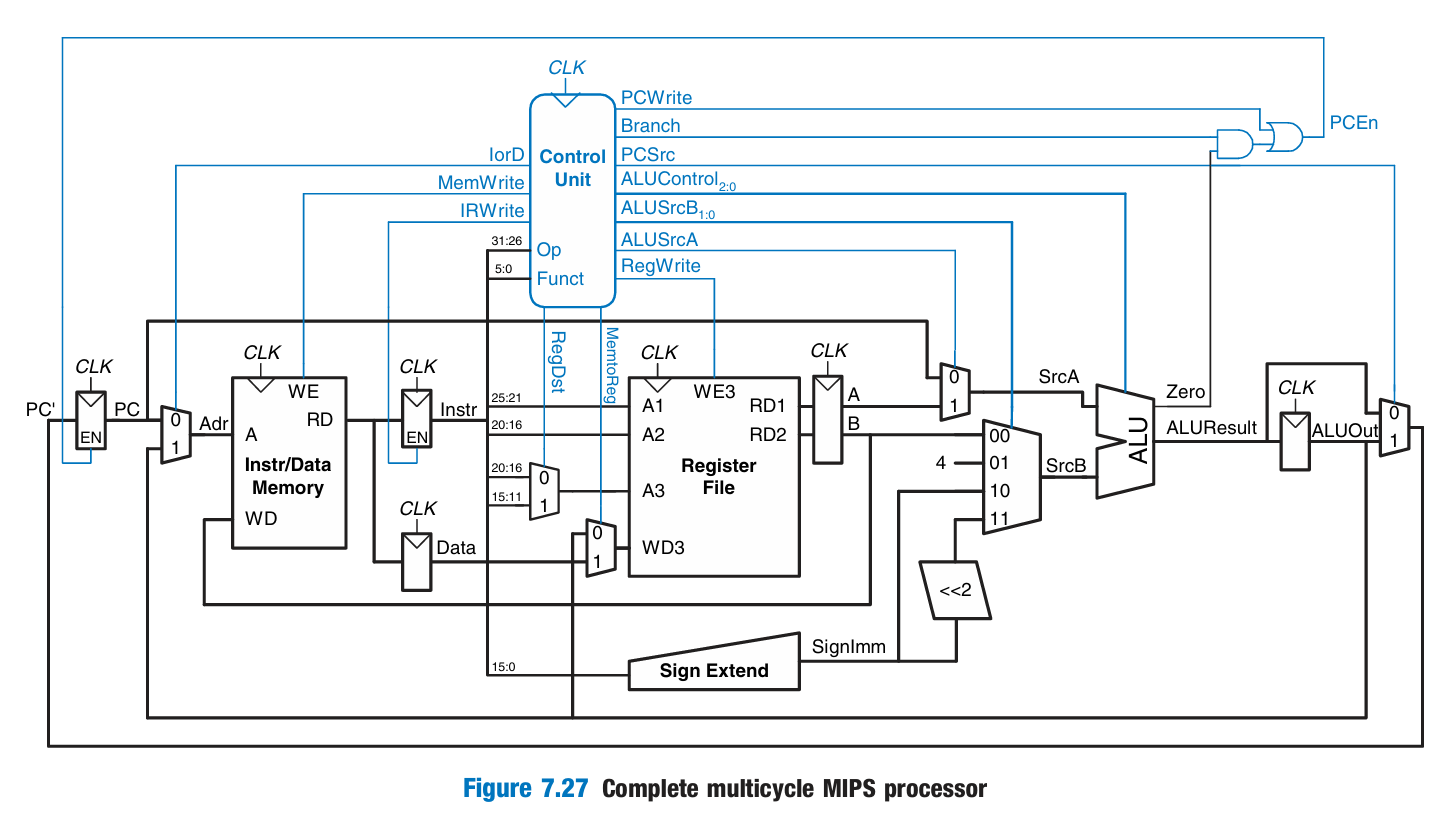 CLK
PCWrite
Branch
PCEn
IorD
Control
Unit
PCSrc
MemWrite
ALUControl2:0
IRWrite
ALUSrcB1:0
31:26
Op
ALUSrcA
5:0
Funct
RegWrite
RegDst
MemtoReg
CLK
CLK
CLK
CLK
CLK
CLK
PC'
PC
EN
0
1
Adr
WE
A
RD
Instr/Data
Memory
WD
EN
Instr
CLK
Data
25:21
20:16
20:16
15:11
0
1
0
1
A1
A2
A3
WD3
WE3
RD1
RD2
Register
File
A
B
0
1
SrcA
4
00
01
10
11
SrcB
ALU
Zero
ALUResult
CLK
ALUOut
0
1
<<2
15:0
Sign Extend
SignImm
Figure 7.27 Complete multicycle MIPS processor